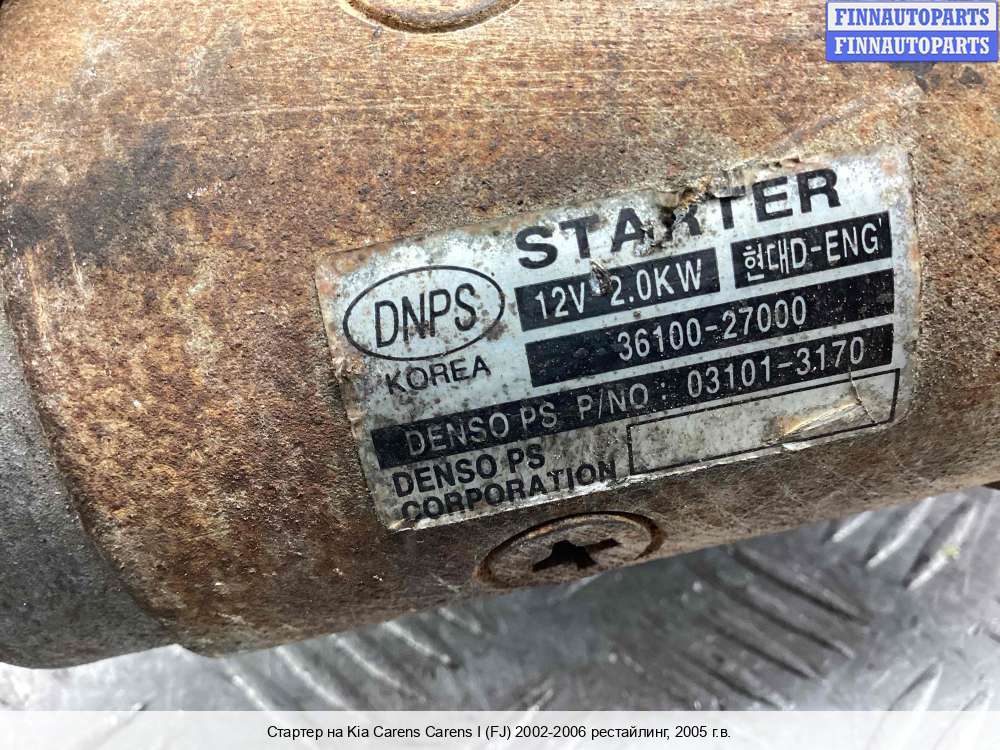 FINNAUTOPARTS
FINNAUTOPARTS
STARTER
12V 2.0KW 현대D-ENG'
DNPS
36100-27000
KOREA
DENSO PS P/NO : 03101-3170
DENSO PS
CORPORATION
Стартер на Kia Carens Carens I (FJ) 2002-2006 рестайлинг, 2005 г.в.